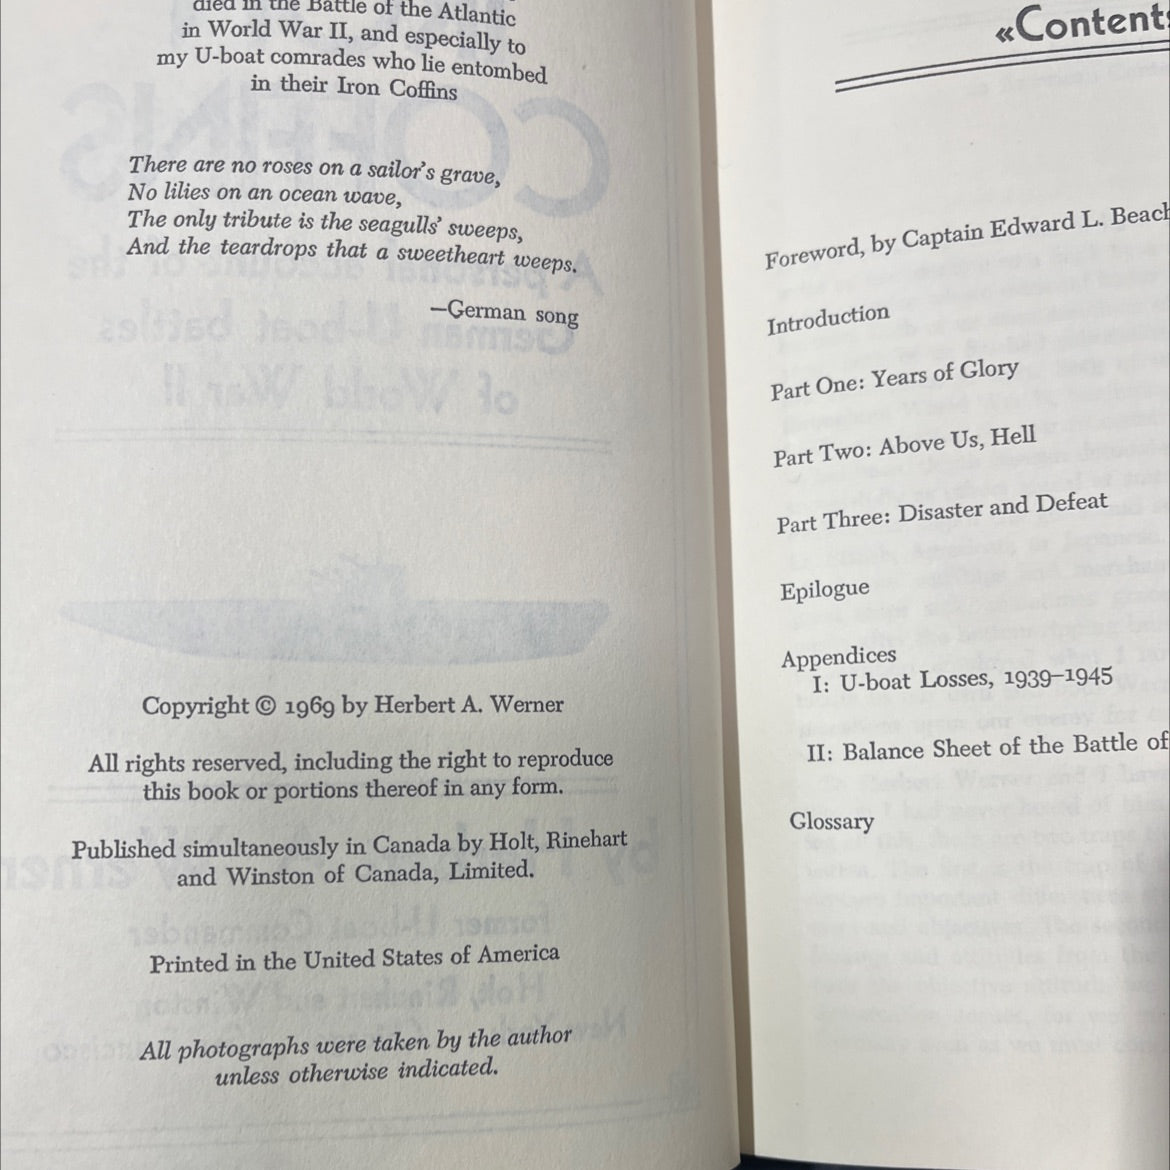 died in the Battle of the Atlantic
in World War II, and especially to
my U-boat comrades who lie entombed
in their Iron Coffins
There are no roses on a sailor's grave,
No lilies on an ocean wave,
The only tribute is the seagulls' sweeps,
And the teardrops that a sweetheart weeps.
—German song
Copyright © 1969 by Herbert A. Werner
All rights reserved, including the right to reproduce
this book or portions thereof in any form.
Published simultaneously in Canada by Holt, Rinehart
and Winston of Canada, Limited.
Printed in the United States of America
All photographs were taken by the author
unless otherwise indicated.
«Contents
Foreword, by Captain Edward L. Beach
Introduction
Part One: Years of Glory
Part Two: Above Us, Hell
Part Three: Disaster and Defeat
Epilogue
Appendices
I: U-boat Losses, 1939–1945
II: Balance Sheet of the Battle of
Glossary